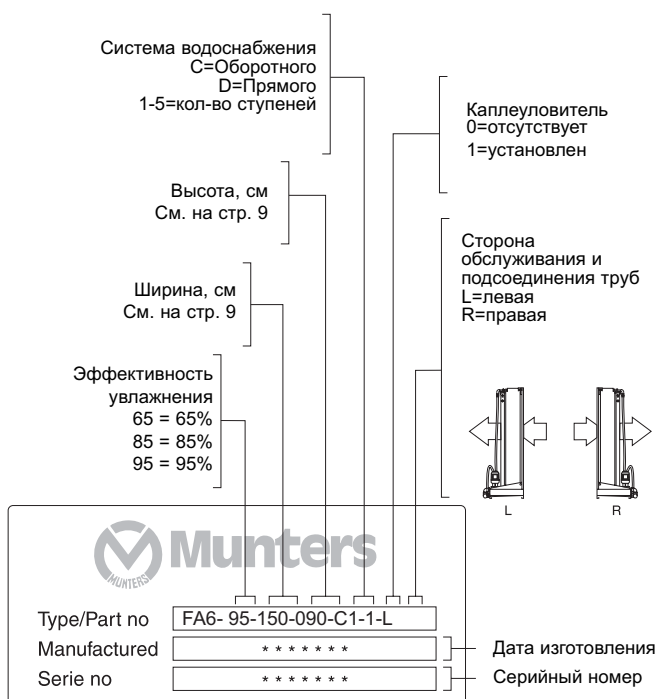 Система водоснабжения
C=Оборотного
D=Прямого
1-5=кол-во ступеней
Каплеуловитель
0=отсутствует
1=установлен
Высота, см
См. на стр. 9
Сторона
обслуживания и
подсоединения труб
L=левая
R=правая
Ширина, см
См. на стр. 9
Эффективность
увлажнения
65 = 65%
85 = 85%
95 = 95%
L
R
MUNTERS
Munters
Type/Part no
FA6- 95-150-090-C1-1-L
Manufactured
* * * * * * *
Дата изготовления
Serie no
* * * * * * *
Серийный номер